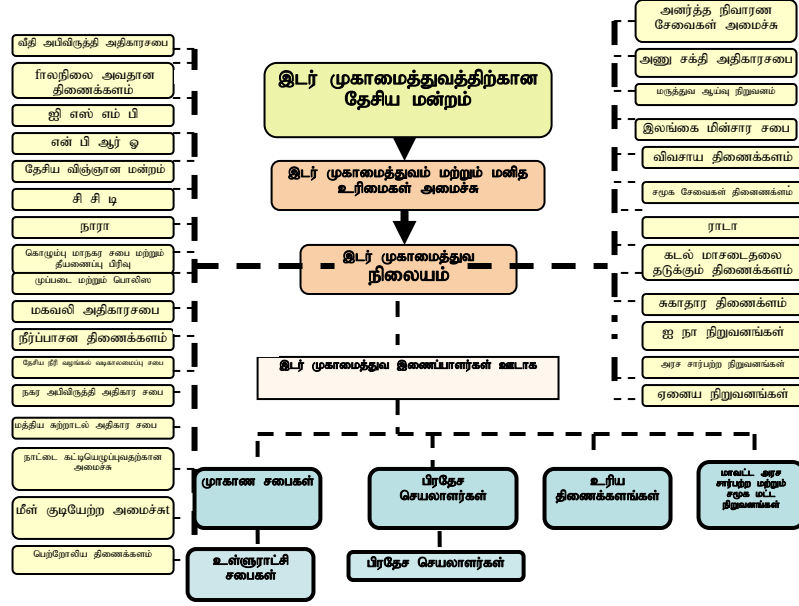 வீதி அபிவிருத்தி அதிகாரசபை
fாலநிலை அவதான
திணைக்களம்
ஐி எஸ் எம் பி
என் பி ஆர் ஓ
தேசிய விஞ்ஞான மன்றம்
சி சி டி
நாரா
கொழும்பு மாநகர சபை மற்றும்
தீயணைப்பு பிரிவு
முப்படை மற்றும் பொலிஸ
மகவலி அதிகாரசபை
நீர்ப்பாசன திணைக்களம்
தேசிய நீரி வழங்கல் வடிகாலமைப்பு சபை
நகர அபிவிருத்தி அதிகார சபை
மத்திய சுற்றாடல் அதிகார சபை
நாட்டை கட்டியெழுப்புவதற்கான
அமைச்சு
மீள் குடியேற்ற அமைச்சுt
பெற்றோலிய திணைக்களம்
இடர் முகாமைத்துவத்திற்கான
தேசிய மன்றம்
இடர் முகாமைத்துவம் மற்றும் மனித
உரிமைகள் அமைச்சு
இடர் முகாமைத்துவ
நிலையம்
இடர் முகாமைத்துவ இணைப்பாளர்கள் ஊடாக
முாகாண சபைகள்
பிரதேச
செயலாளர்கள்
உரிய
திணைக்களங்கள்
மாவட்ட அரச
சார்பற்ற மற்றும்
சமூக மட்ட
நிறுவனங்கள்
உள்ளுராட்சி
சபைகள்
பிரதேச செயலாளர்கள்
அனர்த்த நிவாரண
சேவைகள் அமைச்சு
அணு சக்தி அதிகாரசபை
மருத்துவ ஆய்வு நிறுவனம்
இலங்கை மின்சார சபை
விவசாய திணைக்களம்
சமூக சேவைகள் தினைணக்ளம்
ராடா
கடல் மாசடைதலை
தடுக்கும் திணைக்களம்
சுகாதார திணைக்ளம்
ஐ நா நிறுவனங்கள்
அரச சார்பற்ற நிறுவனங்கள்
ஏனைய நிறுவனங்கள்